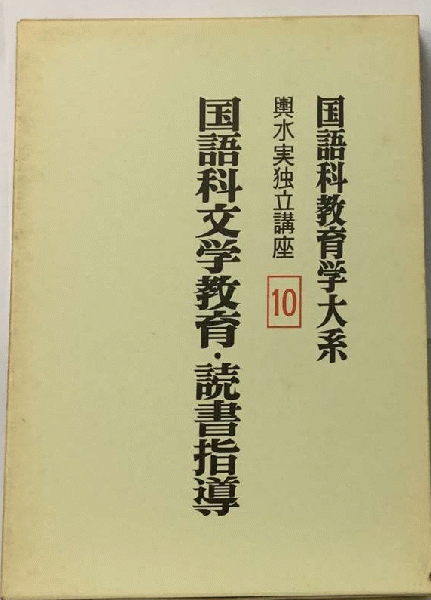 国語科教育学大系
輿水実独立講座
10
国語科文学教育・読書指導